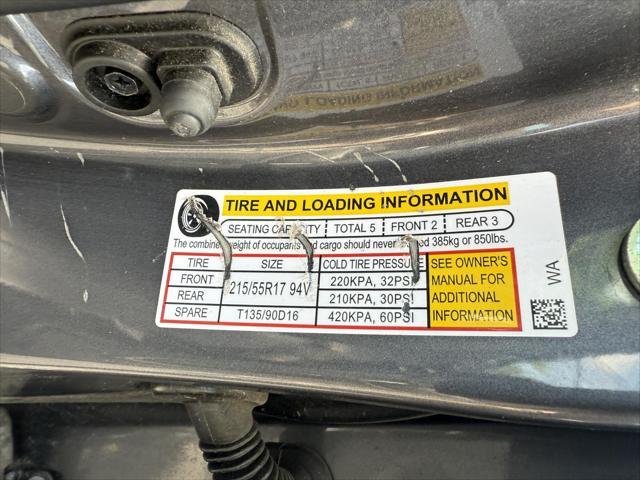 TIRE AND LOADING INFORMATION
SEATING CAPACITY TOTAL 5 FRONT 2 REAR 3
The combined weight of occupants and cargo should never exceed 385kg or 850lbs.
TIRE SIZE COLD TIRE PRESSURE
FRONT 215/55R17 94V 220KPA, 32PSI
REAR 210KPA, 30PSI
SPARE T135/90D16 420KPA, 60PSI
SEE OWNER'S
MANUAL FOR
ADDITIONAL
INFORMATION
WA